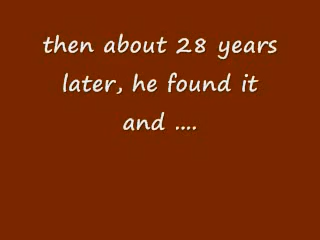 then about 28 years
later, he found it
and ....